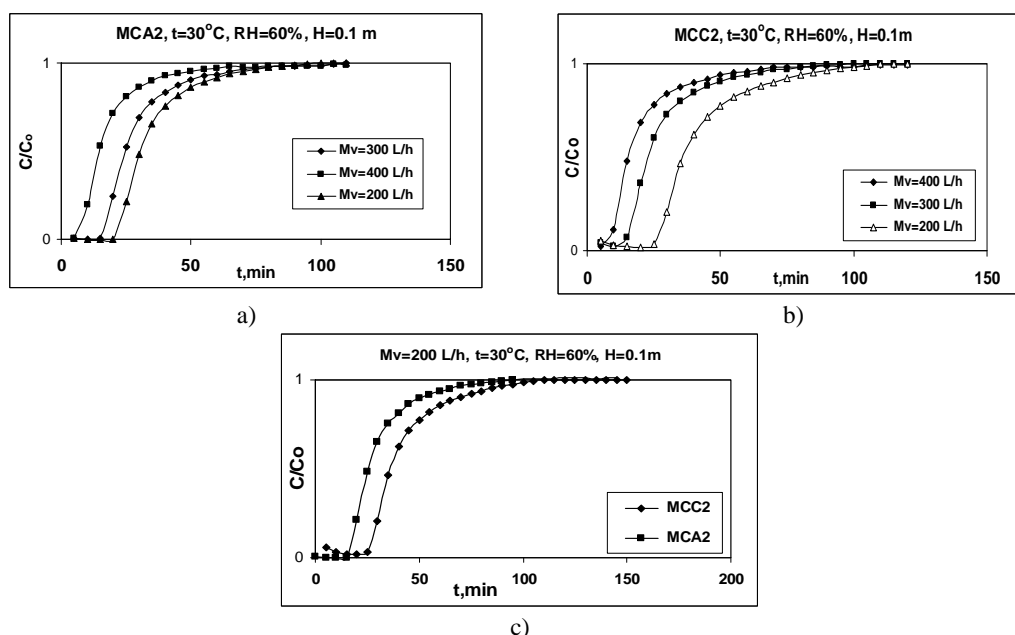 MCA2, t=30°C, RH=60%, H=0.1 m
C/Co
1
0
Mv=300 L/h
Mv=400 L/h
Mv=200 L/h
0 50 100 150
t,min
a)
MCC2, t=30°C, RH=60%, H=0.1m
C/Co
1
0
Mv=400 L/h
Mv=300 L/h
Mv=200 L/h
0 50 100 150
t,min
b)
Mv=200 L/h, t=30°C, RH=60%, H=0.1m
C/Co
1
0
MCC2
MCA2
0 50 100 150 200
t,min
c)